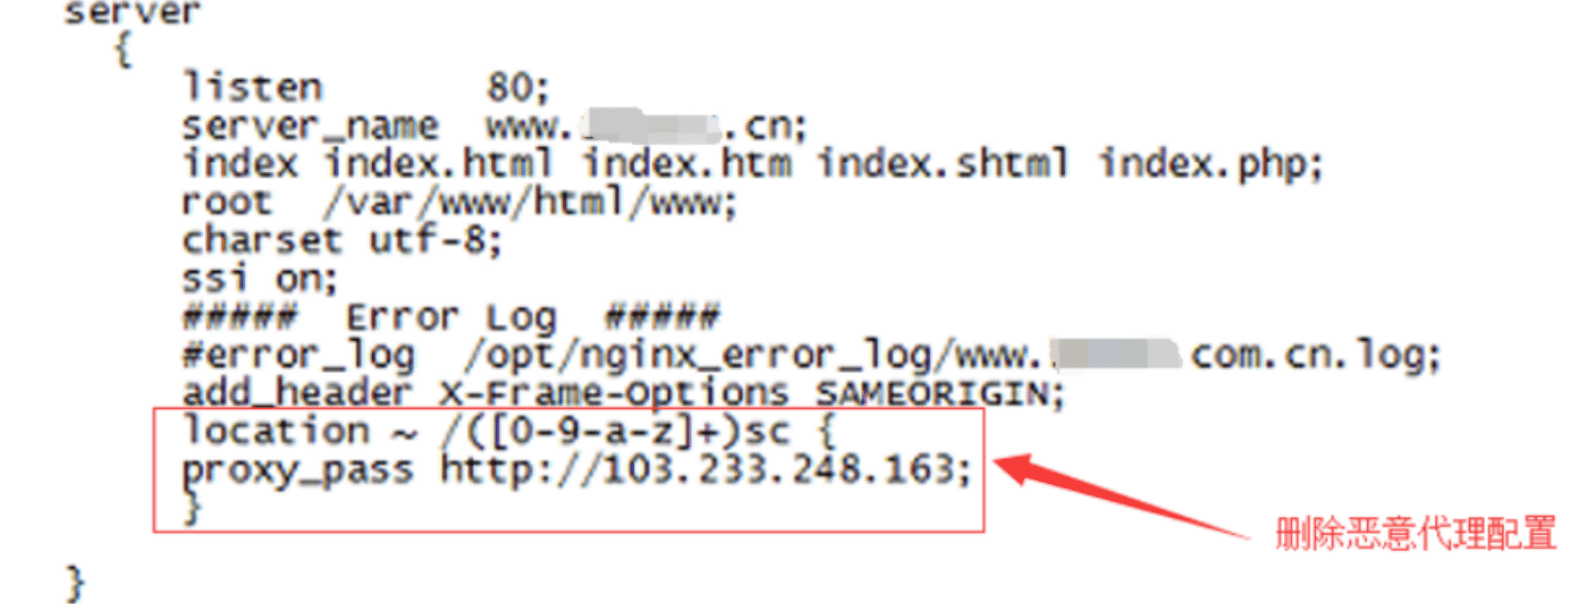 server
{
listen 80;
server_name www. .cn;
index index.html index.htm index.shtml index.php;
root /var/www/html/www;
charset utf-8;
ssi on;
##### Error Log #####
#error_log /opt/nginx_error_log/www. com.cn.log;
add_header X-Frame-Options SAMEORIGIN;
location ~ /([0-9-a-z]+)sc {
proxy_pass http://103.233.248.163;
}
删除恶意代理配置
}